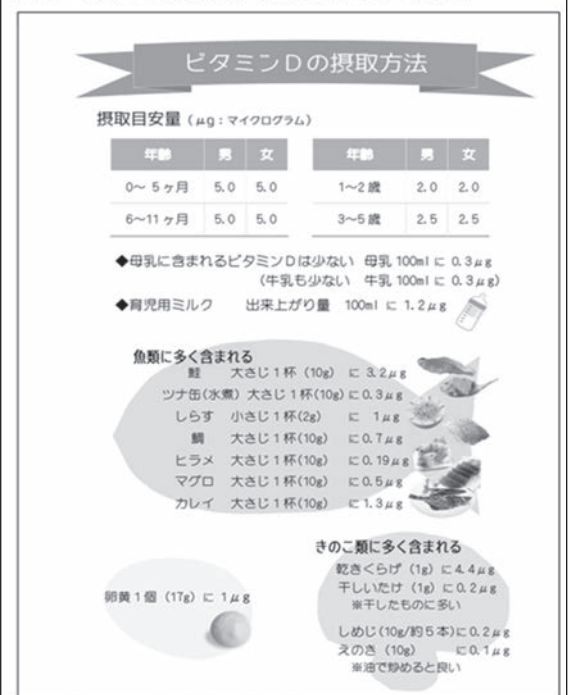 ビタミンDの摂取方法
摂取目安量(μg:マイクログラム)
年齢 男 女
0～ 5ヶ月 5.0 5.0
6～11ヶ月 5.0 5.0
年齢 男 女
1～2歳 2.0 2.0
3～5歳 2.5 2.5
◆母乳に含まれるビタミンDは少ない 母乳100mlに 0.3μg
(牛乳も少ない 牛乳100mlに 0.3μg)
◆育児用ミルク 出来上がり量 100ml に 1.2μg
魚類に多く含まれる
鮭 大さじ1杯(10g) に 3.2μg
ツナ缶(水煮) 大さじ1杯(10g)に0.3μg
しらす 小さじ1杯(2g) に 1μg
鯛 大さじ1杯(10g) に0.7μg
ヒラメ 大さじ1杯(10g) に0.19μg
マグロ 大さじ1杯(10g) に0.5μg
カレイ 大さじ1杯(10g) に1.3μg
卵黄1個(17g)に 1μg
きのこ類に多く含まれる
乾きくらげ(1g)に4.4μg
干しいたけ(1g)に0.2μg
※干したものに多い
しめじ(10g/約5本)に0.2μg
えのき(10g) に0.1μg
※油で炒めると良い